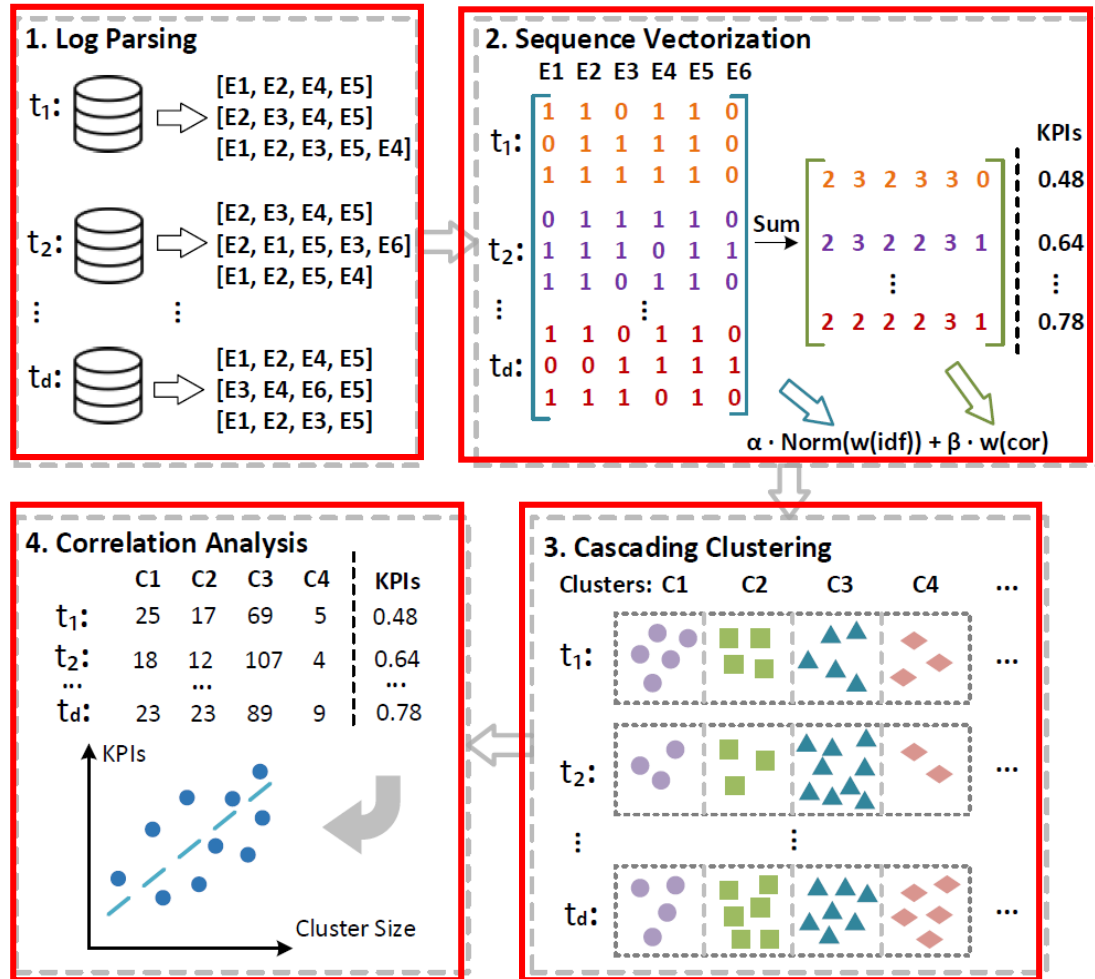 1. Log Parsing
t1:
[E1, E2, E4, E5]
[E2, E3, E4, E5]
[E1, E2, E3, E5, E4]
t2:
[E2, E3, E4, E5]
[E2, E1, E5, E3, E6]
[E1, E2, E5, E4]
⋮ ⋮
td:
[E1, E2, E4, E5]
[E3, E4, E6, E5]
[E1, E2, E3, E5]
2. Sequence Vectorization
E1 E2 E3 E4 E5 E6
t1:
1 1 0 1 1 0
0 1 1 1 1 0
1 1 1 1 1 0
t2:
0 1 1 1 1 0
1 1 1 0 1 1
1 1 0 1 1 0
⋮ ⋮
td:
1 1 0 1 1 0
0 0 1 1 1 1
1 1 1 0 1 0
Sum
KPIs
2 3 2 3 3 0 0.48
2 3 2 2 3 1 0.64
⋮ ⋮
2 2 2 2 3 1 0.78
α · Norm(w(idf)) + β · w(cor)
3. Cascading Clustering
Clusters: C1 C2 C3 C4 ...
t1: ...
t2: ...
⋮ ⋮
td: ...
4. Correlation Analysis
C1 C2 C3 C4 KPIs
t1: 25 17 69 5 0.48
t2: 18 12 107 4 0.64
... ... ...
td: 23 23 89 9 0.78
KPIs
Cluster Size